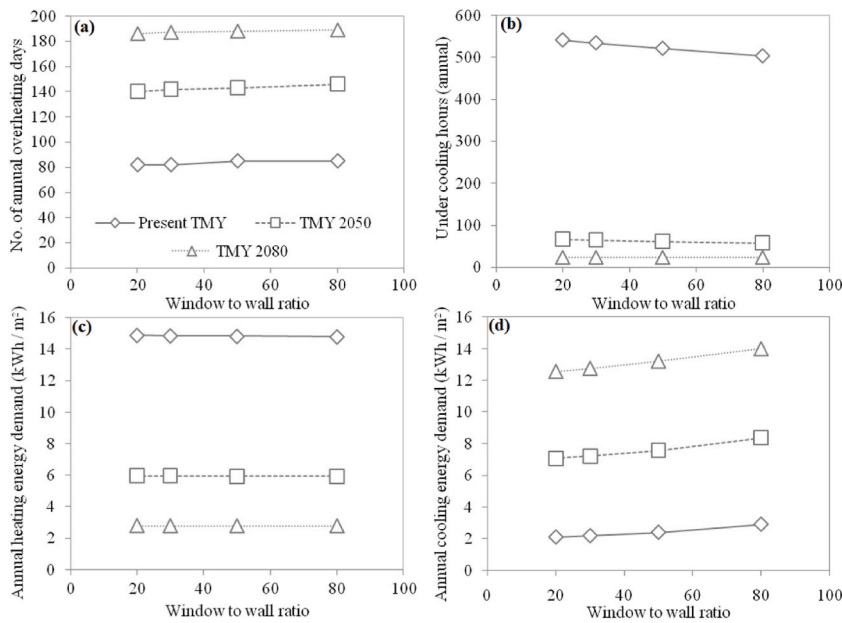 (a)
No. of annual overheating days
200
180
160
140
120
100
80
60
40
20
0
Present TMY
TMY 2050
TMY 2080
0 20 40 60 80 100
Window to wall ratio
(b)
Under cooling hours (annual)
600
500
400
300
200
100
0
0 20 40 60 80 100
Window to wall ratio
(c)
Annual heating energy demand (kWh / m²)
16
14
12
10
8
6
4
2
0
0 20 40 60 80 100
Window to wall ratio
(d)
Annual cooling energy demand (kWh / m²)
16
14
12
10
8
6
4
2
0
0 20 40 60 80 100
Window to wall ratio